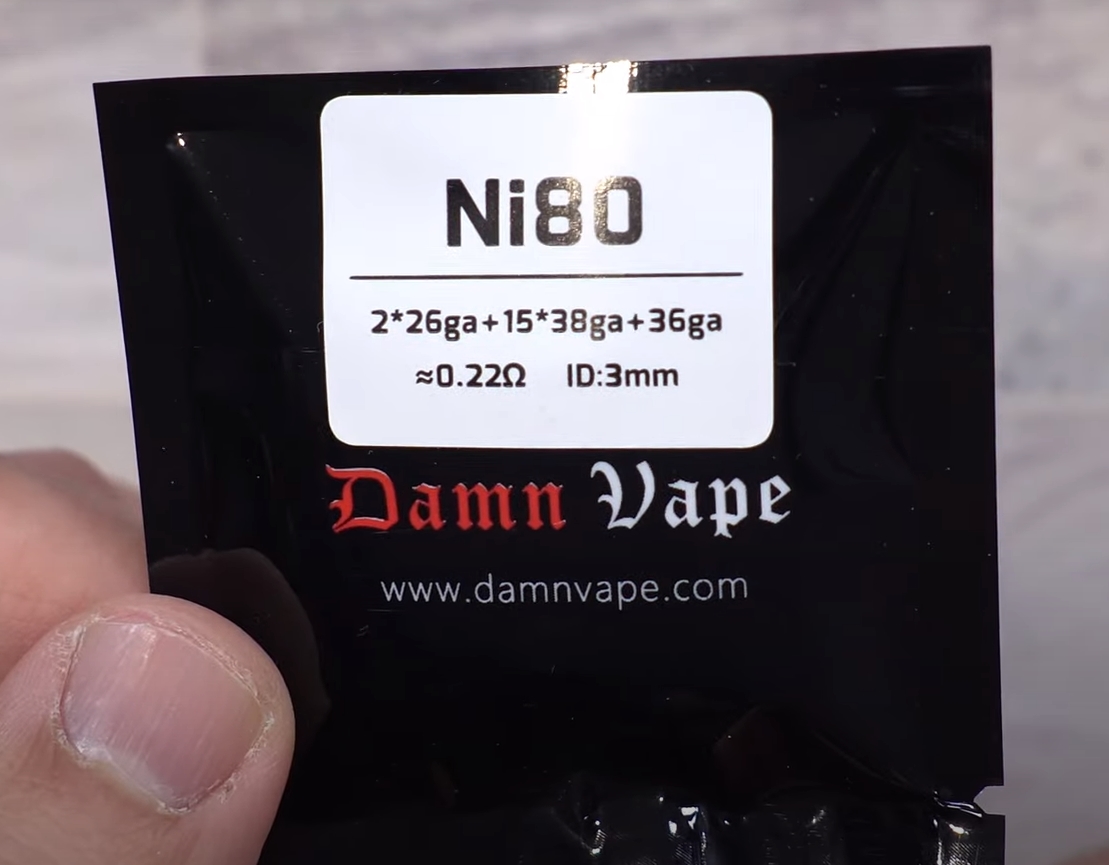 Ni80
2*26ga+15*38ga+36ga
≈0.22Ω ID:3mm
Damn Vape
www.damnvape.com